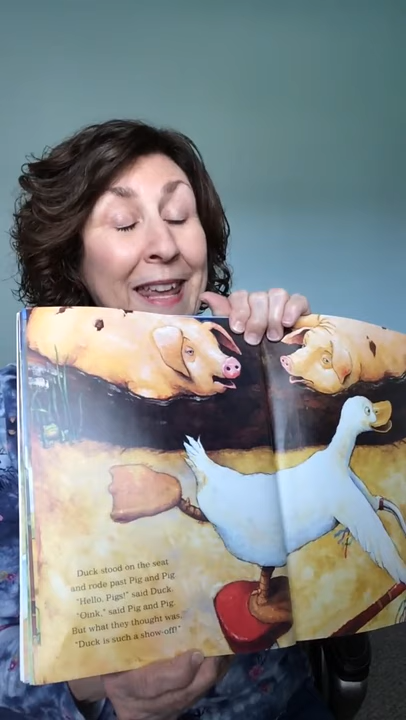 Duck stood on the seat
and rode past Pig and Pig.
"Hello, Pigs!" said Duck.
"Oink," said Pig and Pig.
But what they thought was,
"Duck is such a show-off!"